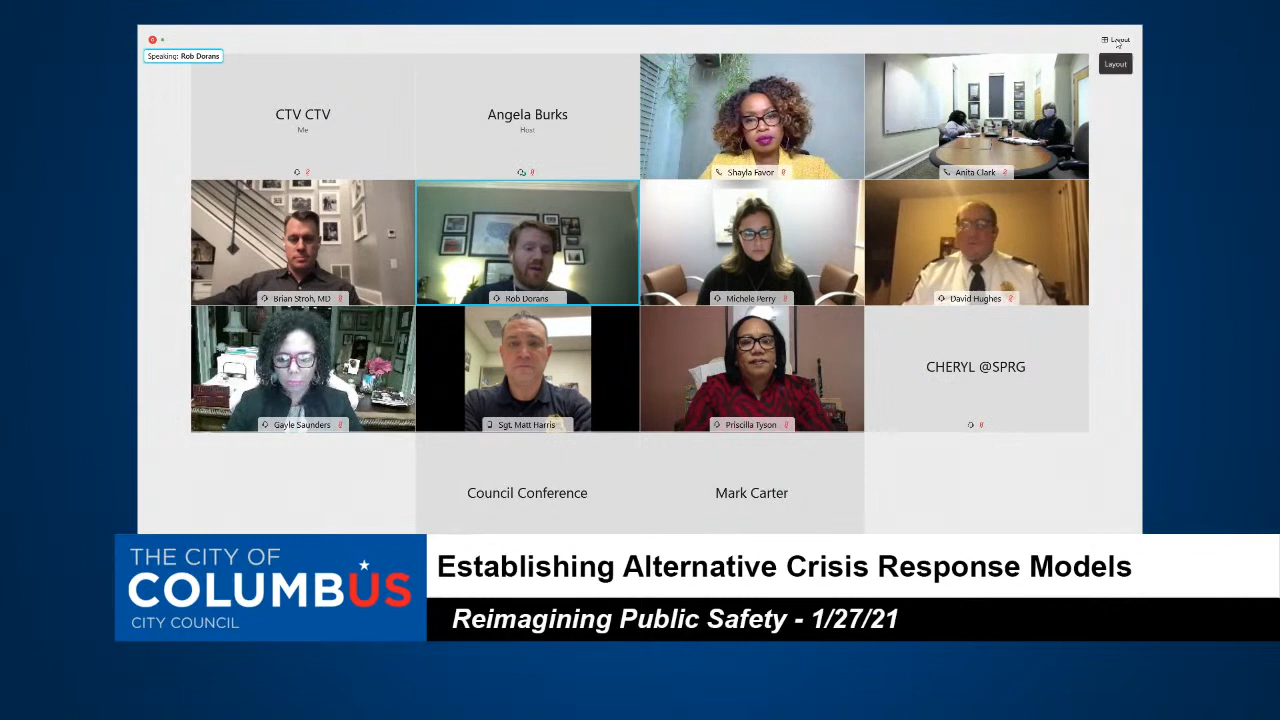 Layout
Speaking: Rob Dorans
Layout
CTV CTV
Me
Angela Burks
Host
Shayla Favor
Anita Clark
Brian Stroh, MD
Rob Dorans
Michele Perry
David Hughes
Gayle Saunders
Sgt. Matt Harris
Priscilla Tyson
CHERYL @SPRG
Council Conference
Mark Carter
THE CITY OF
COLUMBUS
CITY COUNCIL
Establishing Alternative Crisis Response Models
Reimagining Public Safety - 1/27/21